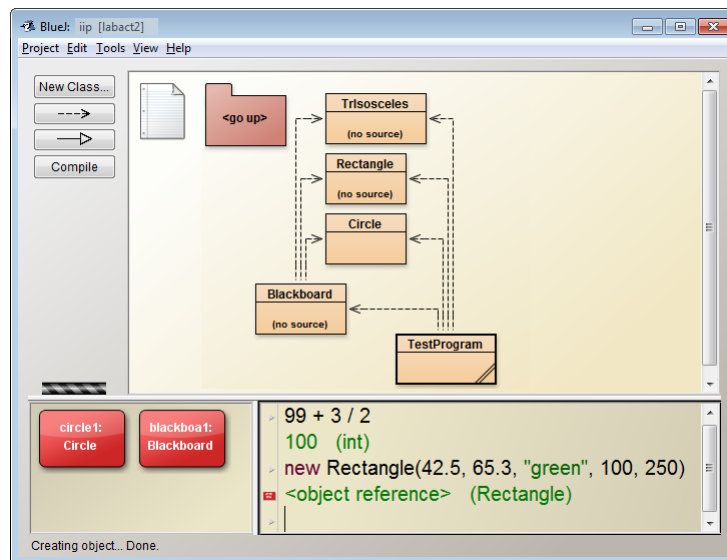 BlueJ: iip [labact2]
Project Edit Tools View Help
New Class...
Compile
<go up>
TrIsosceles
(no source)
Rectangle
(no source)
Circle
Blackboard
(no source)
TestProgram
circle1:
Circle
blackboa1:
Blackboard
99 + 3 / 2
100 (int)
new Rectangle(42.5, 65.3, "green", 100, 250)
<object reference> (Rectangle)
Creating object... Done.